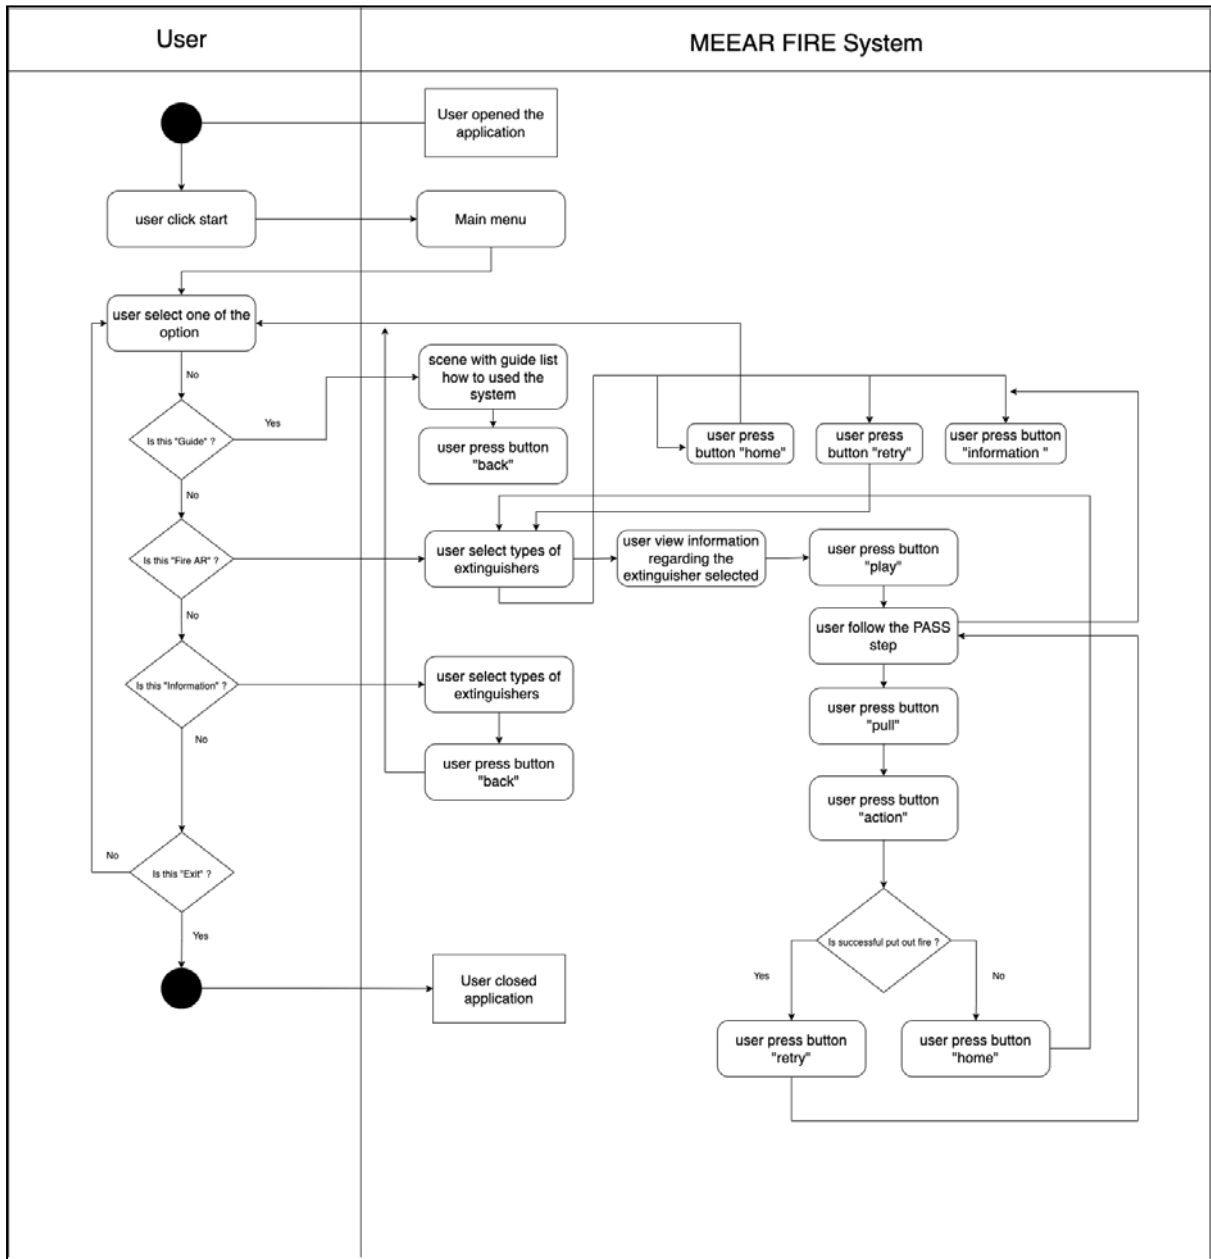 User
MEEAR FIRE System
User opened the
application
user click start
Main menu
user select one of the
option
No
scene with guide list
how to used the
system
Is this "Guide" ?
Yes
user press button
"back"
user press
button "home"
user press
button "retry"
user press button
"information "
No
Is this "Fire AR" ?
user select types of
extinguishers
user view information
regarding the
extinguisher selected
user press button
"play"
No
user follow the PASS
step
Is this "Information" ?
user select types of
extinguishers
user press button
"pull"
No
user press button
"back"
user press button
"action"
No
Is this "Exit" ?
Yes
Is successful put out fire ?
Yes
No
User closed
application
user press button
"retry"
user press button
"home"